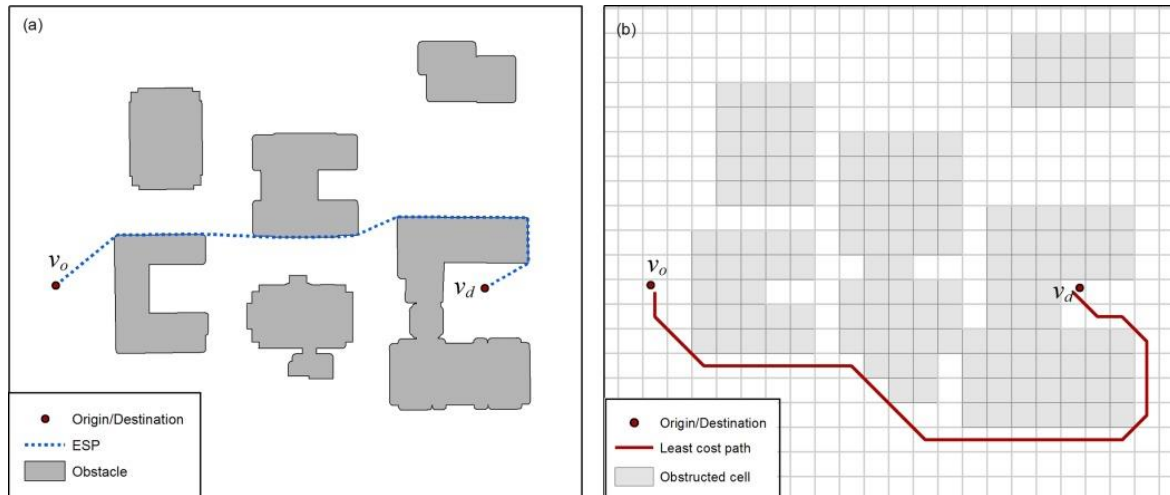 (a)
v_o
v_d
Origin/Destination
ESP
Obstacle
(b)
v_o
v_d
Origin/Destination
Least cost path
Obstructed cell